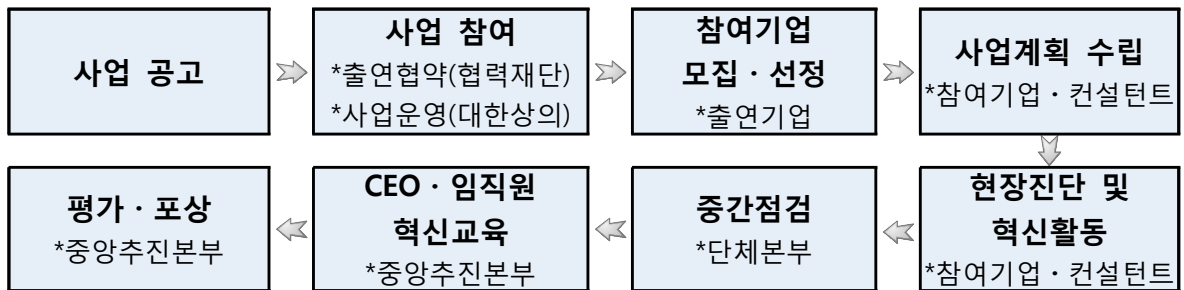 사업 공고
사업 참여
*출연협약(협력재단)
*사업운영(대한상의)
참여기업
모집 · 선정
*출연기업
사업계획 수립
*참여기업 · 컨설턴트
현장진단 및
혁신활동
*참여기업 · 컨설턴트
중간점검
*단체본부
CEO · 임직원
혁신교육
*중앙추진본부
평가 · 포상
*중앙추진본부